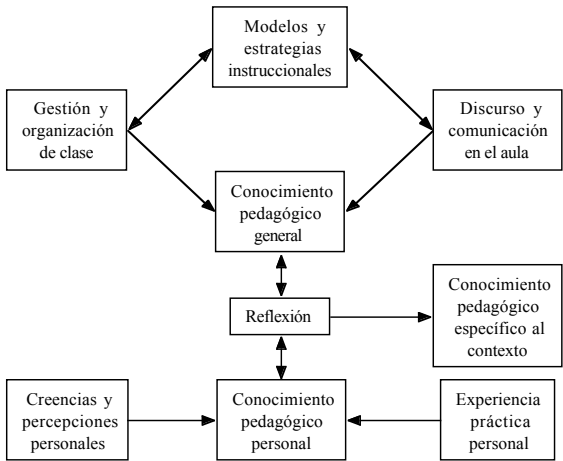 Modelos y
estrategias
instruccionales
Gestión y
organización
de clase
Discurso y
comunicación
en el aula
Conocimiento
pedagógico
general
Reflexión
Conocimiento
pedagógico
específico al
contexto
Creencias y
percepciones
personales
Conocimiento
pedagógico
personal
Experiencia
práctica
personal